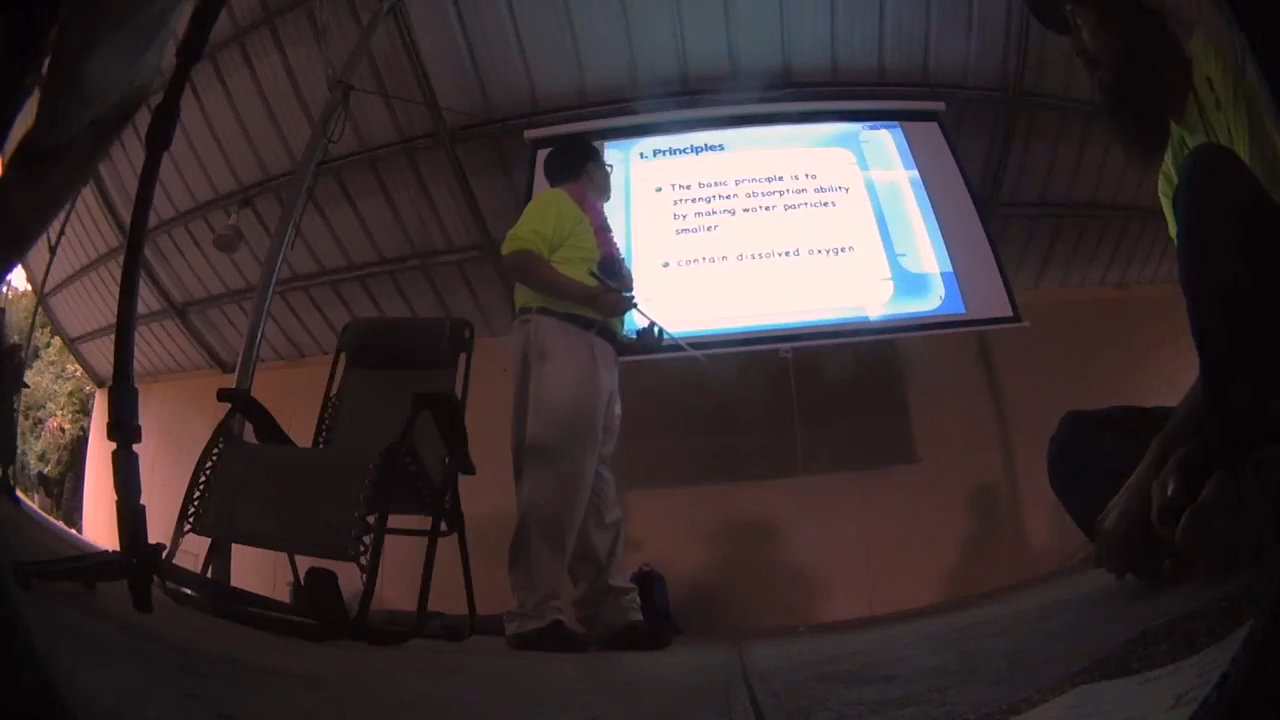 1. Principles
The basic principle is to
strengthen absorption ability
by making water particles
smaller
contain dissolved oxygen